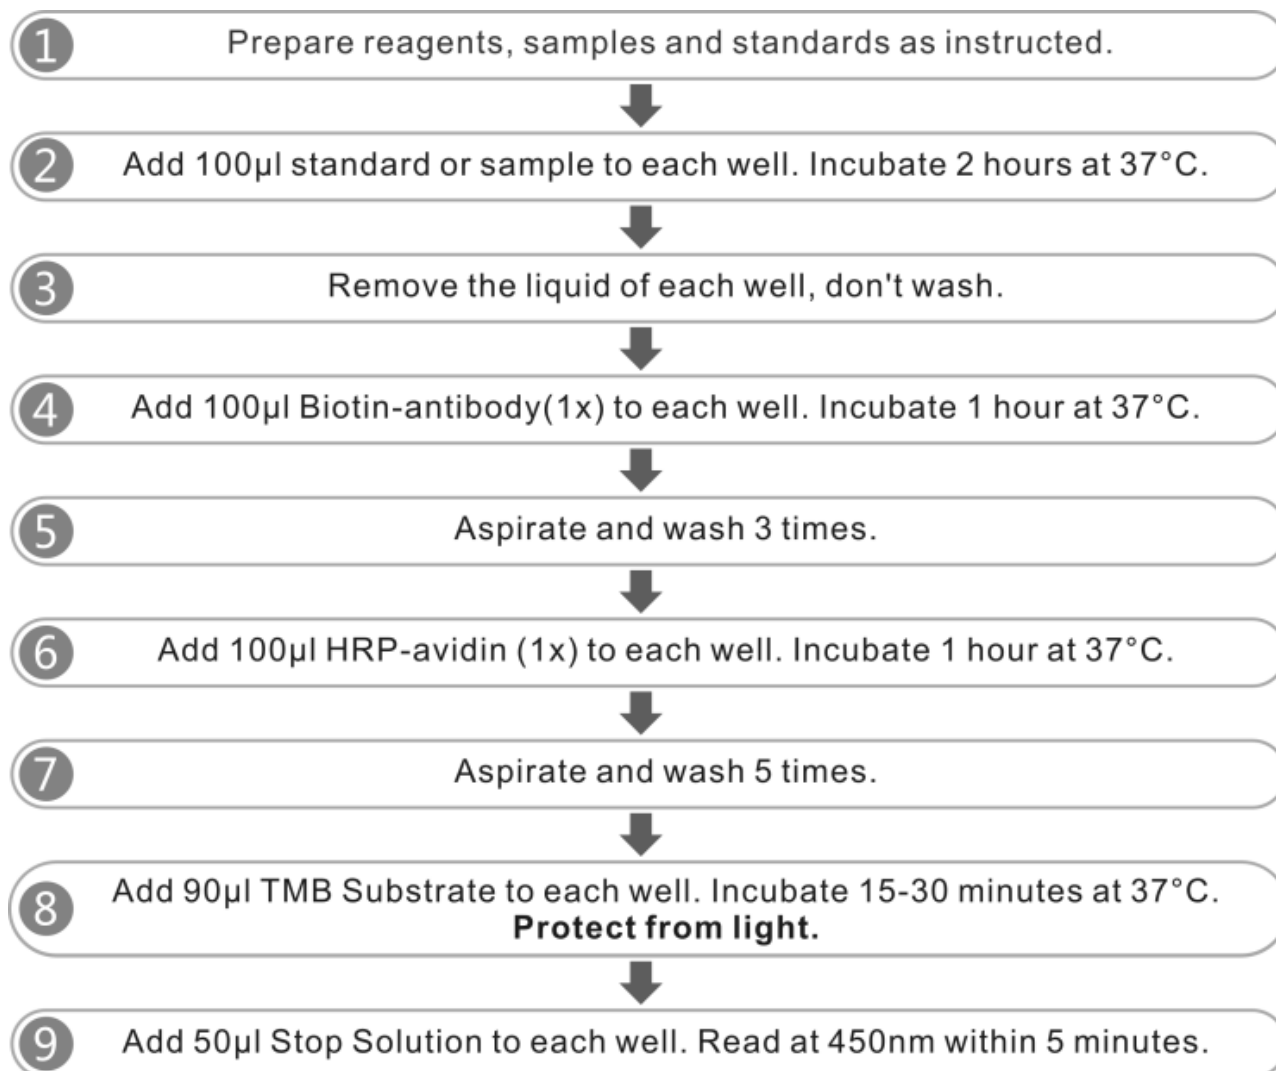 1 Prepare reagents, samples and standards as instructed.
2 Add 100µl standard or sample to each well. Incubate 2 hours at 37°C.
3 Remove the liquid of each well, don't wash.
4 Add 100µl Biotin-antibody(1x) to each well. Incubate 1 hour at 37°C.
5 Aspirate and wash 3 times.
6 Add 100µl HRP-avidin (1x) to each well. Incubate 1 hour at 37°C.
7 Aspirate and wash 5 times.
8 Add 90µl TMB Substrate to each well. Incubate 15-30 minutes at 37°C.
Protect from light.
9 Add 50µl Stop Solution to each well. Read at 450nm within 5 minutes.